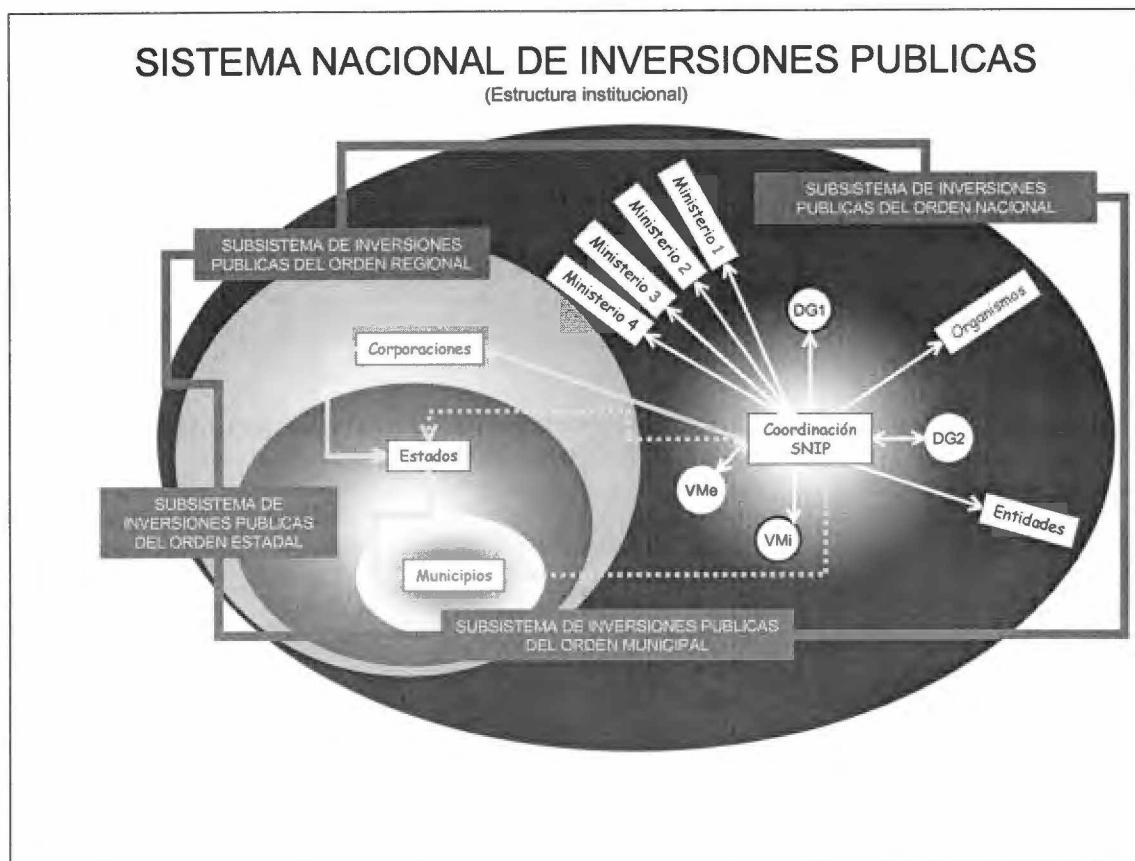 SISTEMA NACIONAL DE INVERSIONES PUBLICAS
(Estructura institucional)
SUBSISTEMA DE INVERSIONES
PUBLICAS DEL ORDEN NACIONAL
Ministerio 1
Ministerio 2
Ministerio 3
Ministerio 4
SUBSISTEMA DE INVERSIONES
PUBLICAS DEL ORDEN REGIONAL
DG1
Organismos
Corporaciones
Coordinación
SNIP
DG2
Estados
VMe
SUBSISTEMA DE
INVERSIONES PUBLICAS
DEL ORDEN ESTADAL
VMi
Entidades
Municipios
SUBSISTEMA DE INVERSIONES PUBLICAS
DEL ORDEN MUNICIPAL